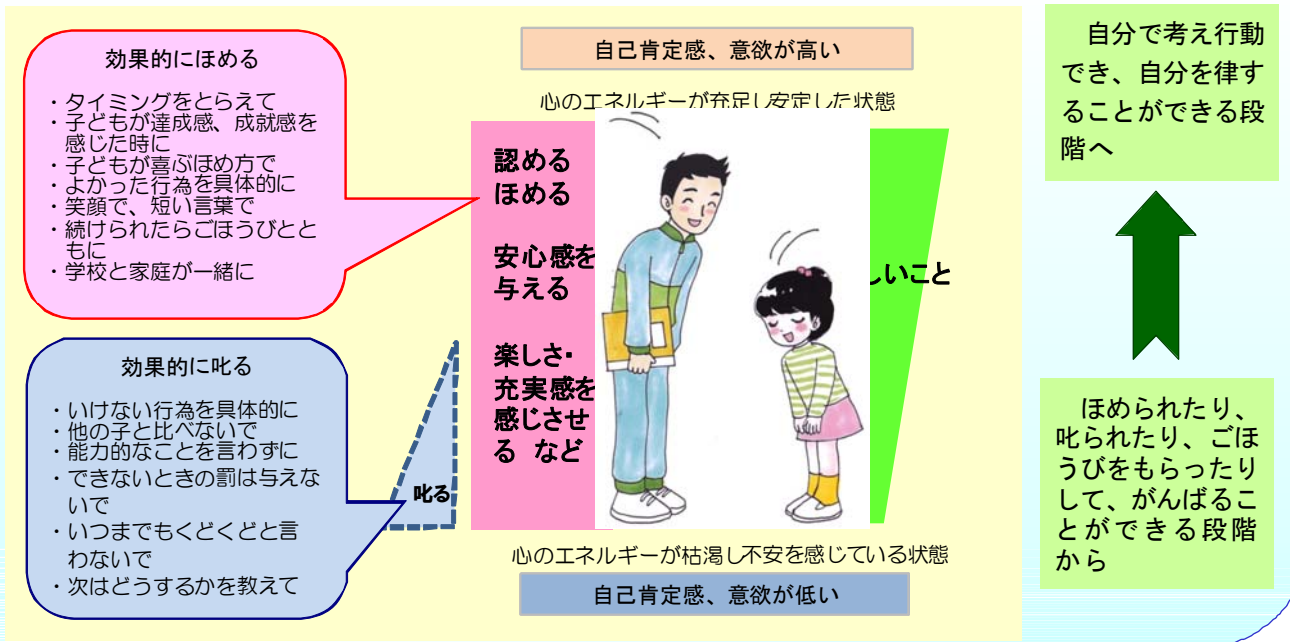 効果的にほめる
・タイミングをとらえて
・子どもが達成感、成就感を
感じた時に
・子どもが喜ぶほめ方で
・よかった行為を具体的に
・笑顔で、短い言葉で
・続けられたらごほうびとと
もに
・学校と家庭が一緒に
効果的に叱る
・いけない行為を具体的に
・他の子と比べないで
・能力的なことを言わずに
・できないときの罰は与えな
いで
・いつまでもくどくどと言
わないで
・次はどうするかを教えて
自己肯定感、意欲が高い
心のエネルギーが充足し安定した状態
認める
ほめる
安心感を
与える
楽しさ・
充実感を
感じさせ
る など
叱る
しいこと
心のエネルギーが枯渇し不安を感じている状態
自己肯定感、意欲が低い
自分で考え行動
でき、自分を律す
ることができる段
階へ
ほめられたり、
叱られたり、ごほ
うびをもらったり
して、がんばるこ
とができる段階
から